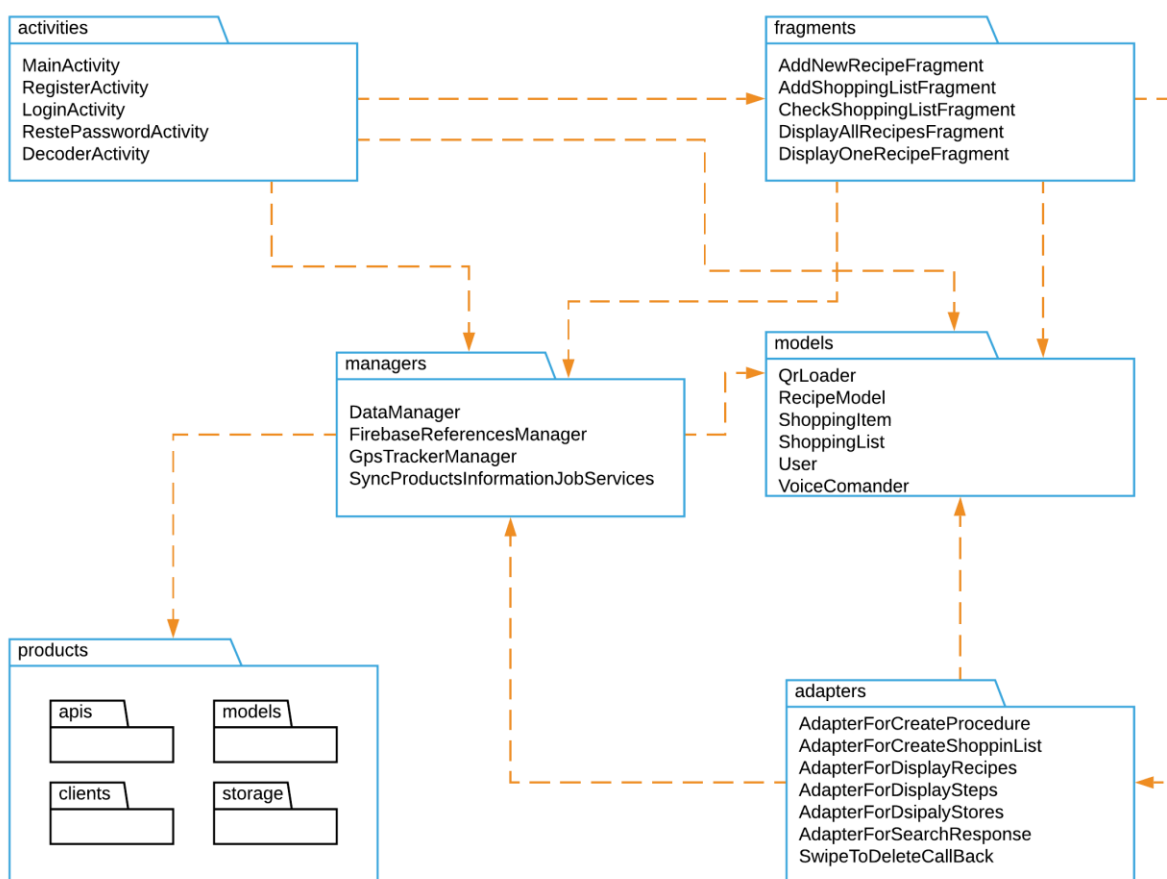 activities
MainActivity
RegisterActivity
LoginActivity
RestePasswordActivity
DecoderActivity
fragments
AddNewRecipeFragment
AddShoppingListFragment
CheckShoppingListFragment
DisplayAllRecipesFragment
DisplayOneRecipeFragment
managers
DataManager
FirebaseReferencesManager
GpsTrackerManager
SyncProductsInformationJobServices
models
QrLoader
RecipeModel
ShoppingItem
ShoppingList
User
VoiceComander
products
apis
models
clients
storage
adapters
AdapterForCreateProcedure
AdapterForCreateShoppinList
AdapterForDisplayRecipes
AdapterForDisplaySteps
AdapterForDsipalyStores
AdapterForSearchResponse
SwipeToDeleteCallBack